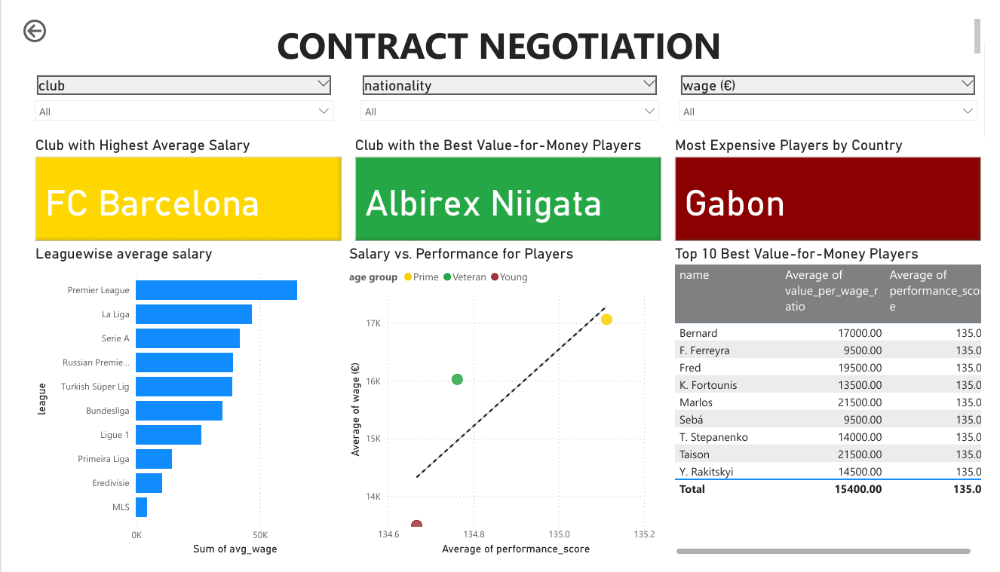 CONTRACT NEGOTIATION
club
nationality
wage (€)
All
All
All
Club with Highest Average Salary
Club with the Best Value-for-Money Players
Most Expensive Players by Country
FC Barcelona
Albirex Niigata
Gabon
Leaguewise average salary
league
Premier League
La Liga
Serie A
Russian Premie...
Turkish Süper Lig
Bundesliga
Ligue 1
Primeira Liga
Eredivisie
MLS
0K 50K
Sum of avg_wage
Salary vs. Performance for Players
age group Prime Veteran Young
Average of wage (€)
17K
16K
15K
14K
134.6 134.8 135.0 135.2
Average of performance_score
Top 10 Best Value-for-Money Players
name Average of value_per_wage_r Average of performance_sco
atio e
Bernard 17000.00 135.0
F. Ferreyra 9500.00 135.0
Fred 19500.00 135.0
K. Fortounis 13500.00 135.0
Marlos 21500.00 135.0
Sebá 9500.00 135.0
T. Stepanenko 14000.00 135.0
Taison 21500.00 135.0
Y. Rakitskyi 14500.00 135.0
Total 15400.00 135.0